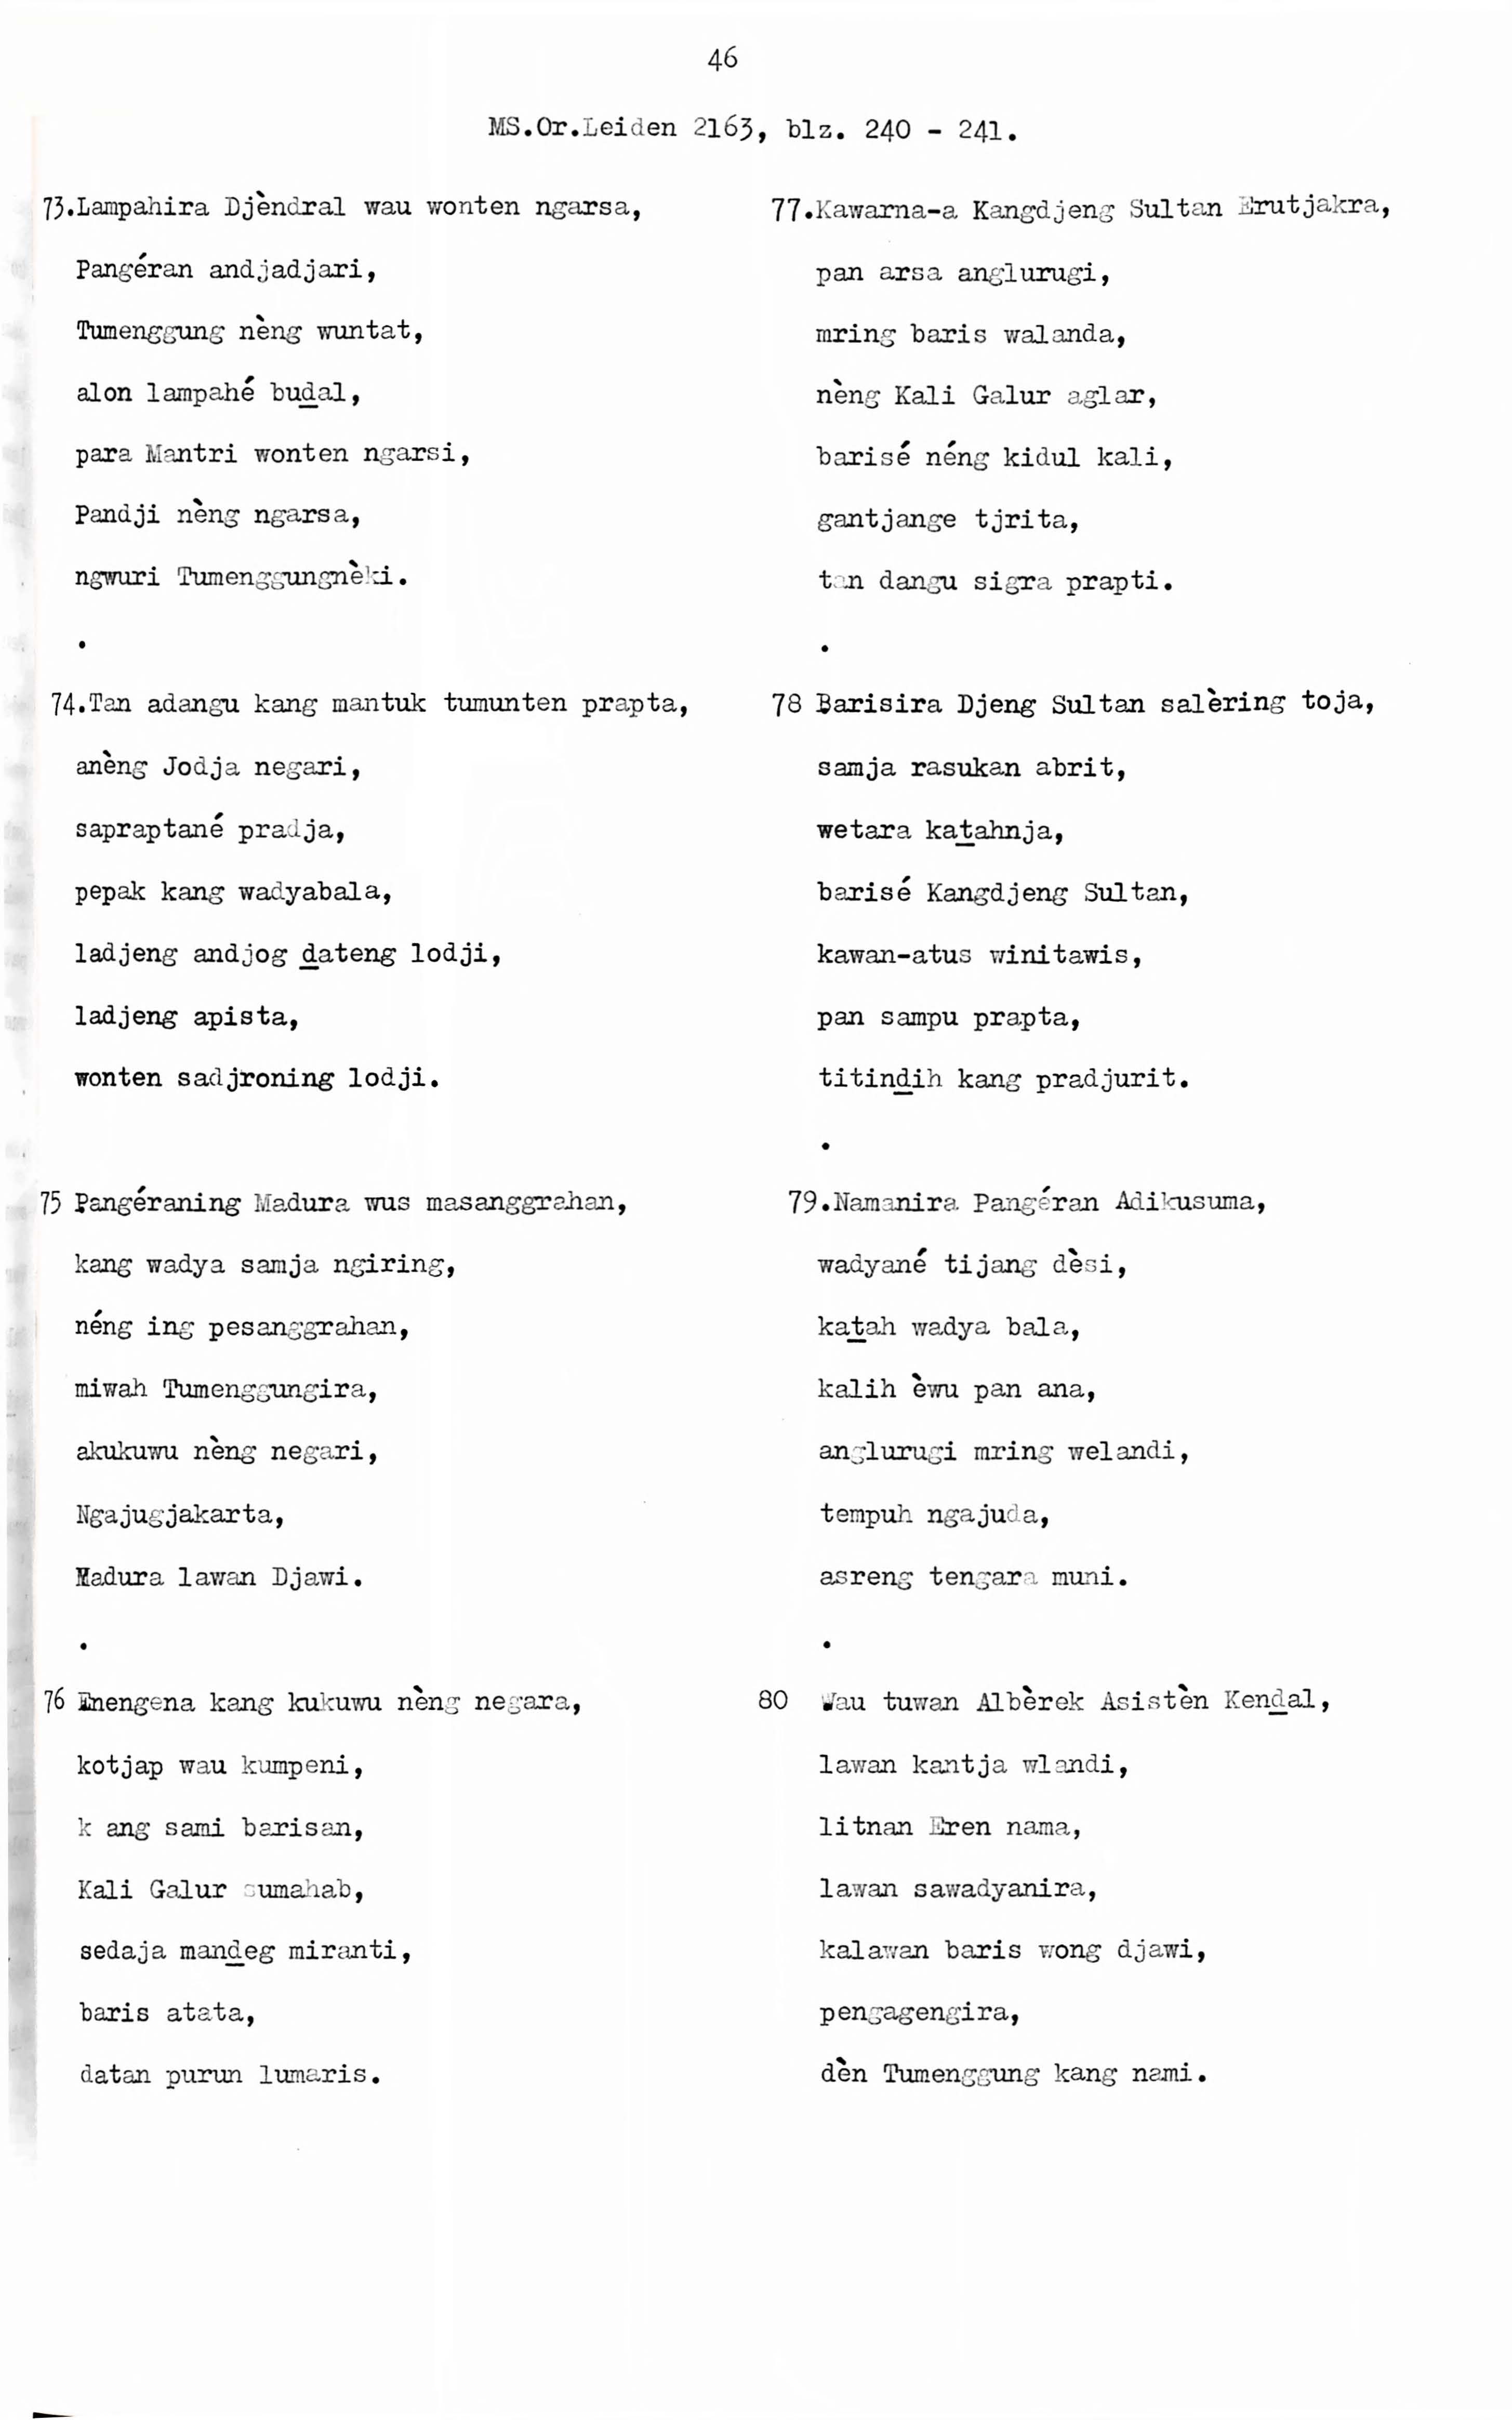 46
MS.Or.Leiden 2163, blz. 240 - 241.
73.Lampahira Djèndral wau wonten ngarsa,
Pangéran andjadjari,
Tumenggung nèng wuntat,
alon lampahé buḏal,
para Mantri wonten ngarsi,
Pandji nèng ngarsa,
ngwuri Tumenggungnèki.
.
74.Tan adangu kang mantuk tumunten prapta,
anèng Jodja negari,
sapraptané pradja,
pepak kang wadyabala,
ladjeng andjog ḏateng lodji,
ladjeng apista,
wonten sadjroning lodji.
75 Pangéraning Madura wus masanggrahan,
kang wadya samja ngiring,
néng ing pesanggrahan,
miwah Tumenggungira,
akukuwu nèng negari,
Ngajugjakarta,
Madura lawan Djawi.
.
76 Enengena kang kukuwu nèng negara,
kotjap wau kumpeni,
k ang sami barisan,
Kali Galur sumahab,
sedaja manḏeg miranti,
baris atata,
datan purun lumaris.
77.Kawarna-a Kangdjeng Sultan Erutjakra,
pan arsa anglurugi,
mring baris walanda,
nèng Kali Galur aglar,
barisé néng kidul kali,
gantjange tjrita,
tan dangu sigra prapti.
.
78 Barisira Djeng Sultan salèring toja,
samja rasukan abrit,
wetara kaṯahnja,
barisé Kangdjeng Sultan,
kawan-atus winitawis,
pan sampu prapta,
titinḏih kang pradjurit.
.
79.Namanira Pangéran Adikusuma,
wadyané tijang dèsi,
kaṯah wadya bala,
kalih èwu pan ana,
anglurugi mring welandi,
tempuh ngajuda,
asreng tengara muni.
.
80 Wau tuwan Albèrek Asistèn Kenḏal,
lawan kantja wlandi,
litnan Eren nama,
lawan sawadyanira,
kalawan baris wong djawi,
pengagengira,
dèn Tumenggung kang nami.